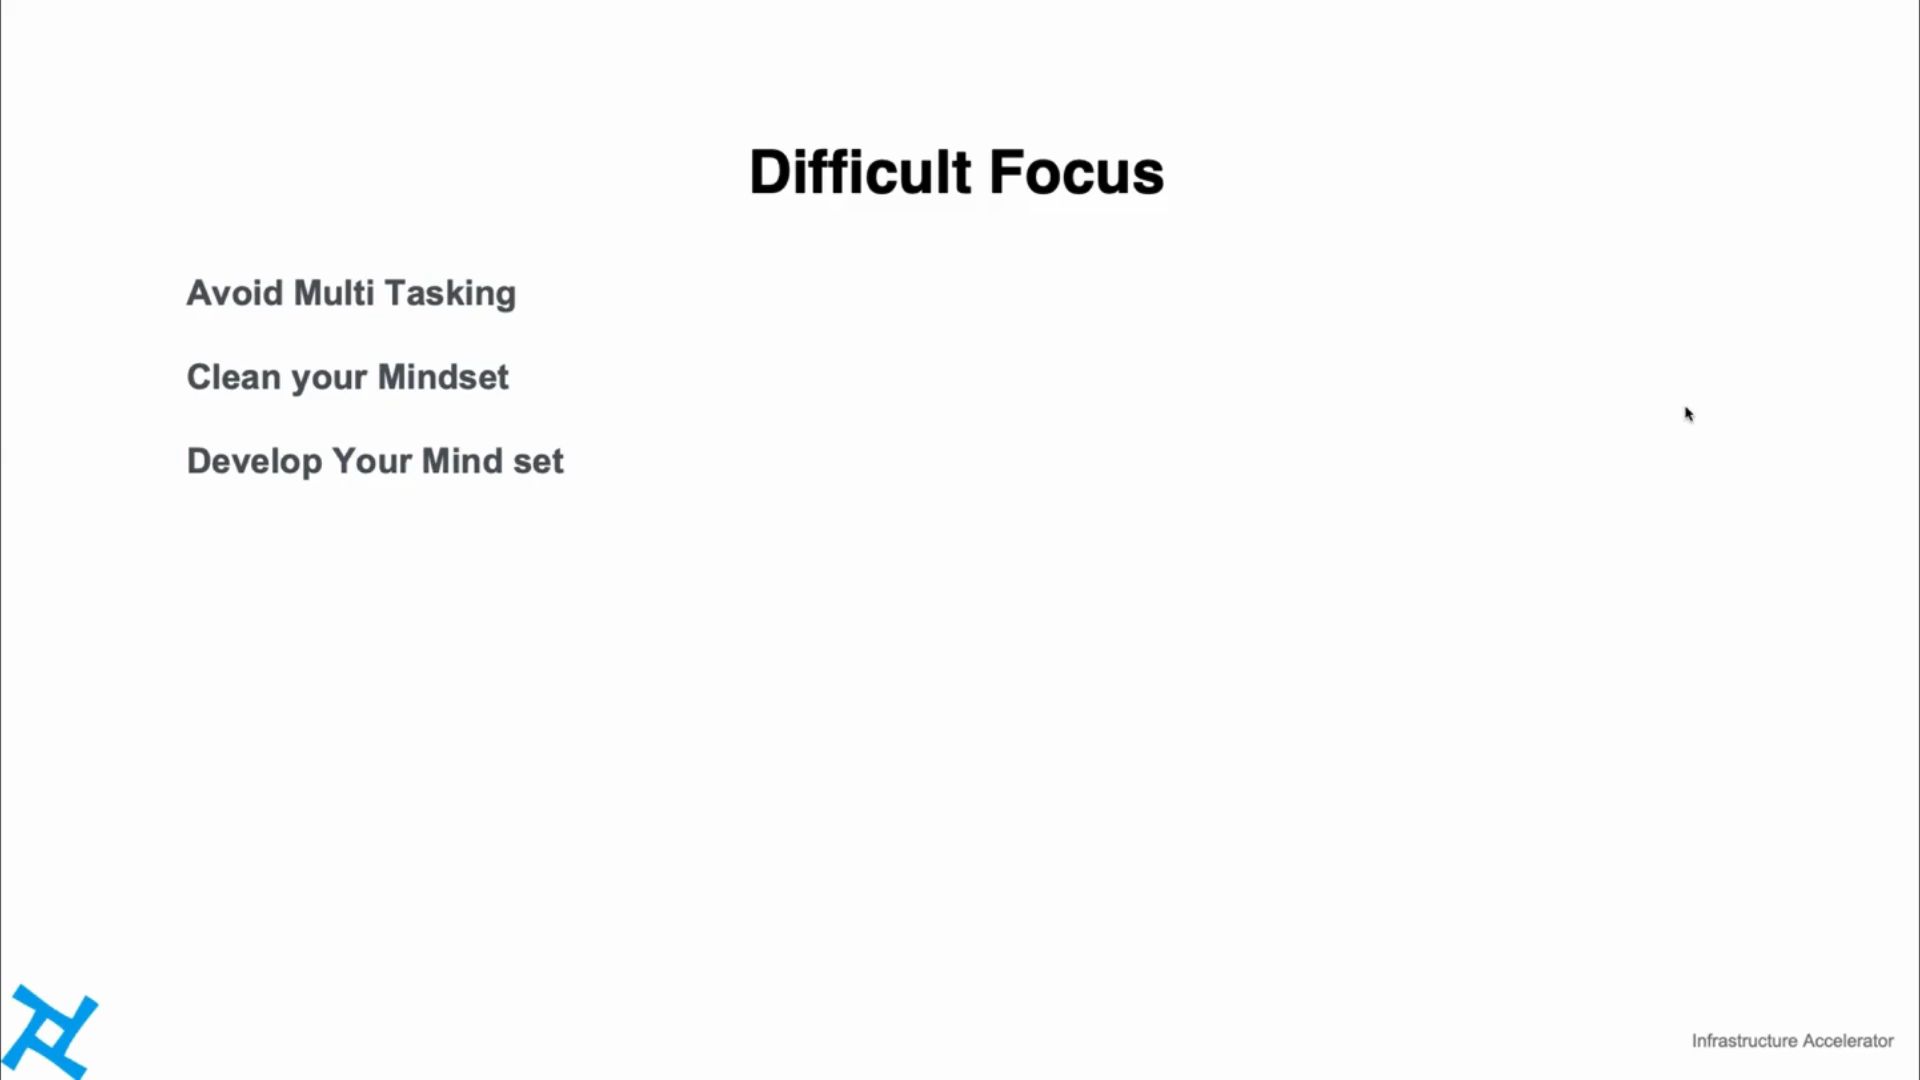 Difficult Focus
Avoid Multi Tasking
Clean your Mindset
Develop Your Mind set
Infrastructure Accelerator